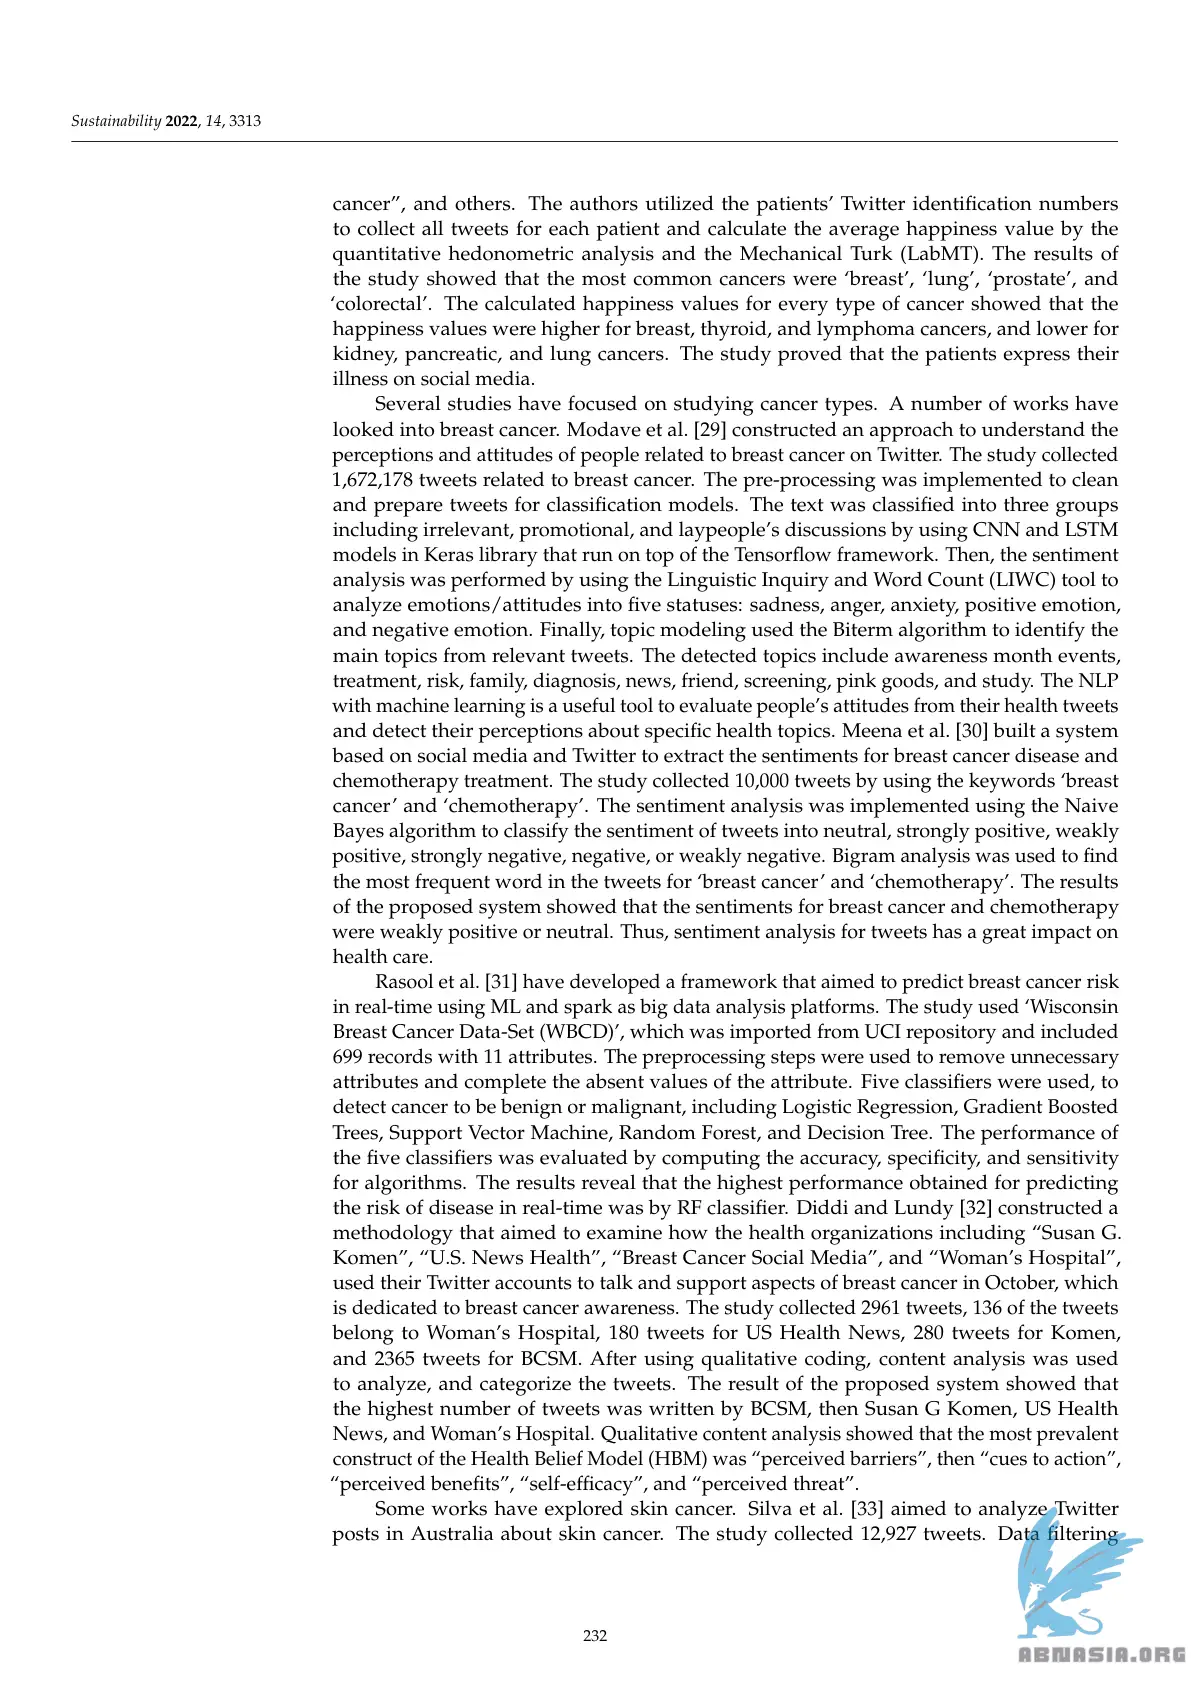 Sustainability 2022, 14, 3313
cancer”, and others. The authors utilized the patients’ Twitter identification numbers
to collect all tweets for each patient and calculate the average happiness value by the
quantitative hedonometric analysis and the Mechanical Turk (LabMT). The results of
the study showed that the most common cancers were ‘breast’, ‘lung’, ‘prostate’, and
‘colorectal’. The calculated happiness values for every type of cancer showed that the
happiness values were higher for breast, thyroid, and lymphoma cancers, and lower for
kidney, pancreatic, and lung cancers. The study proved that the patients express their
illness on social media.
Several studies have focused on studying cancer types. A number of works have
looked into breast cancer. Modave et al. [29] constructed an approach to understand the
perceptions and attitudes of people related to breast cancer on Twitter. The study collected
1,672,178 tweets related to breast cancer. The pre-processing was implemented to clean
and prepare tweets for classification models. The text was classified into three groups
including irrelevant, promotional, and laypeople’s discussions by using CNN and LSTM
models in Keras library that run on top of the Tensorflow framework. Then, the sentiment
analysis was performed by using the Linguistic Inquiry and Word Count (LIWC) tool to
analyze emotions/attitudes into five statuses: sadness, anger, anxiety, positive emotion,
and negative emotion. Finally, topic modeling used the Biterm algorithm to identify the
main topics from relevant tweets. The detected topics include awareness month events,
treatment, risk, family, diagnosis, news, friend, screening, pink goods, and study. The NLP
with machine learning is a useful tool to evaluate people’s attitudes from their health tweets
and detect their perceptions about specific health topics. Meena et al. [30] built a system
based on social media and Twitter to extract the sentiments for breast cancer disease and
chemotherapy treatment. The study collected 10,000 tweets by using the keywords ‘breast
cancer’ and ‘chemotherapy’. The sentiment analysis was implemented using the Naive
Bayes algorithm to classify the sentiment of tweets into neutral, strongly positive, weakly
positive, strongly negative, negative, or weakly negative. Bigram analysis was used to find
the most frequent word in the tweets for ‘breast cancer’ and ‘chemotherapy’. The results
of the proposed system showed that the sentiments for breast cancer and chemotherapy
were weakly positive or neutral. Thus, sentiment analysis for tweets has a great impact on
health care.
Rasool et al. [31] have developed a framework that aimed to predict breast cancer risk
in real-time using ML and spark as big data analysis platforms. The study used ‘Wisconsin
Breast Cancer Data-Set (WBCD)’, which was imported from UCI repository and included
699 records with 11 attributes. The preprocessing steps were used to remove unnecessary
attributes and complete the absent values of the attribute. Five classifiers were used, to
detect cancer to be benign or malignant, including Logistic Regression, Gradient Boosted
Trees, Support Vector Machine, Random Forest, and Decision Tree. The performance of
the five classifiers was evaluated by computing the accuracy, specificity, and sensitivity
for algorithms. The results reveal that the highest performance obtained for predicting
the risk of disease in real-time was by RF classifier. Diddi and Lundy [32] constructed a
methodology that aimed to examine how the health organizations including “Susan G.
Komen”, “U.S. News Health”, “Breast Cancer Social Media”, and “Woman’s Hospital”,
used their Twitter accounts to talk and support aspects of breast cancer in October, which
is dedicated to breast cancer awareness. The study collected 2961 tweets, 136 of the tweets
belong to Woman’s Hospital, 180 tweets for US Health News, 280 tweets for Komen,
and 2365 tweets for BCSM. After using qualitative coding, content analysis was used
to analyze, and categorize the tweets. The result of the proposed system showed that
the highest number of tweets was written by BCSM, then Susan G Komen, US Health
News, and Woman’s Hospital. Qualitative content analysis showed that the most prevalent
construct of the Health Belief Model (HBM) was “perceived barriers”, then “cues to action”,
“perceived benefits”, “self-efficacy”, and “perceived threat”.
Some works have explored skin cancer. Silva et al. [33] aimed to analyze Twitter
posts in Australia about skin cancer. The study collected 12,927 tweets. Data filtering
232
ABNASIA.ORG